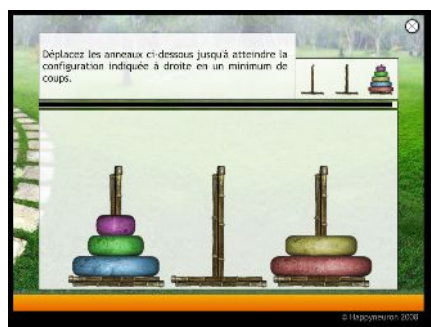 Déplacez les anneaux ci-dessous jusqu'à atteindre la
configuration indiquée à droite en un minimum de
coups.
© Happyneuron 2008